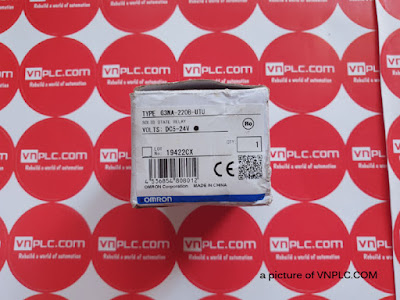 TYPE G3NA-220B-UTU
SOLID STATE RELAY
VOLTS. DC5-24V
LOT No. 19422CX
QTY 1
CE
OMRON Corporation MADE IN CHINA
OMRON
VNPLC.COM
Rebuild a world of automation
a picture of VNPLC.COM